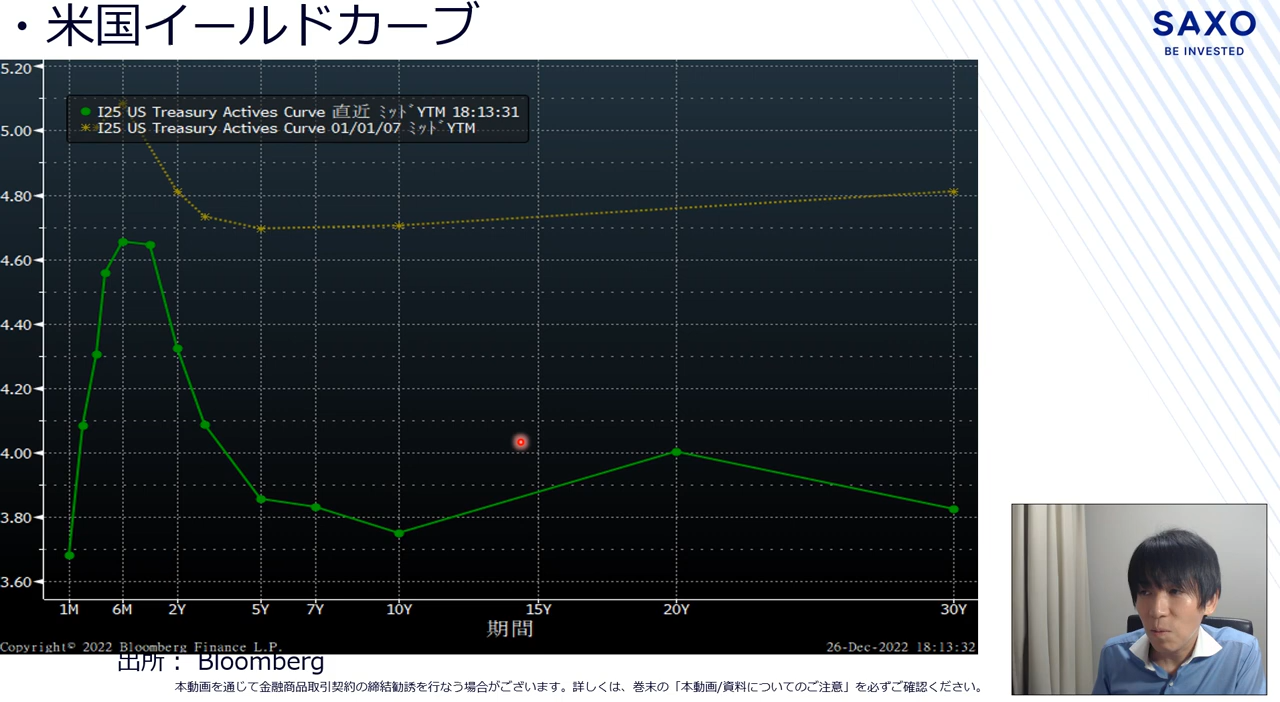 ・米国イールドカーブ
SAXO
BE INVESTED
5.20
5.00
4.80
4.60
4.40
4.20
4.00
3.80
3.60
I25 US Treasury Actives Curve 直近 ﾐｯﾄﾞYTM 18:13:31
I25 US Treasury Actives Curve 01/01/07 ﾐｯﾄﾞYTM
1M 6M 2Y 5Y 7Y 10Y 15Y 20Y 30Y
期間
Copyright© 2022 Bloomberg Finance L.P. 26-Dec-2022 18:13:32
出所： Bloomberg
本動画を通じて金融商品取引契約の締結勧誘を行なう場合がございます。詳しくは、巻末の「本動画/資料についてのご注意」を必ずご確認ください。